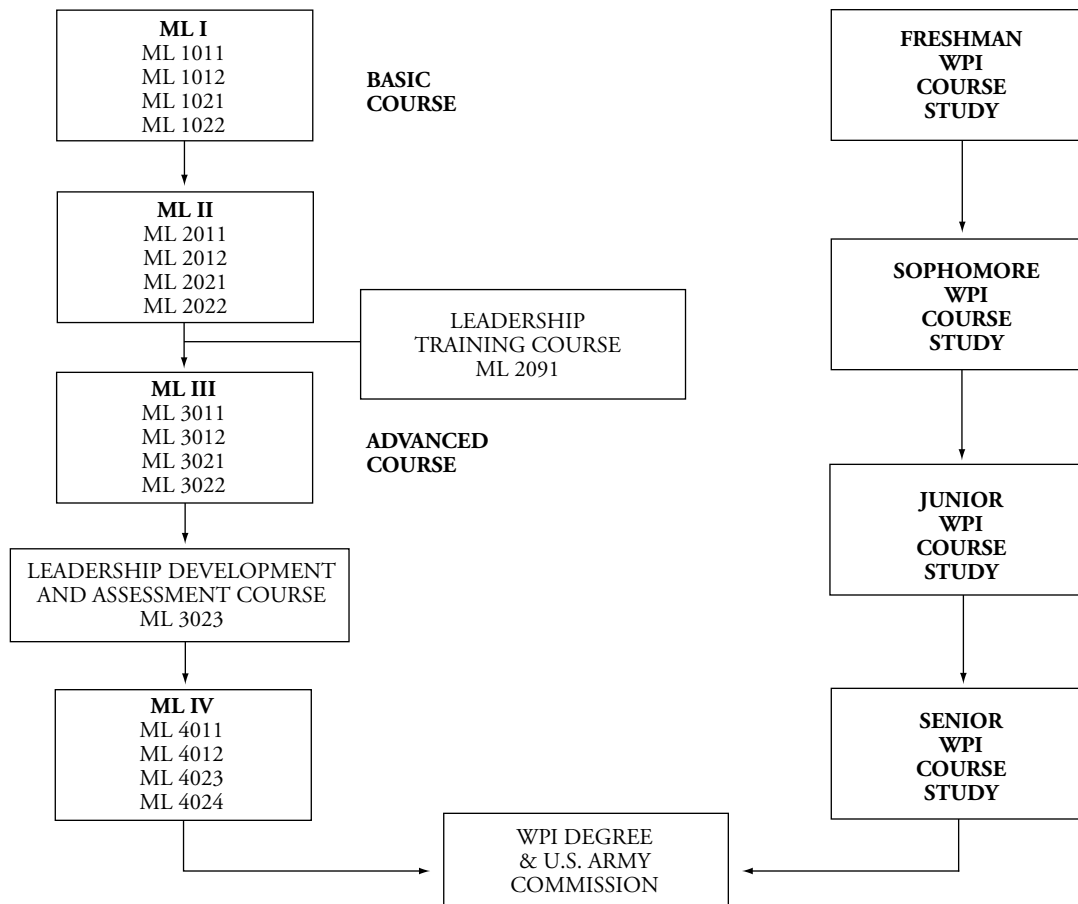 ML I
ML 1011
ML 1012
ML 1021
ML 1022
BASIC
COURSE
ML II
ML 2011
ML 2012
ML 2021
ML 2022
LEADERSHIP
TRAINING COURSE
ML 2091
ML III
ML 3011
ML 3012
ML 3021
ML 3022
ADVANCED
COURSE
LEADERSHIP DEVELOPMENT
AND ASSESSMENT COURSE
ML 3023
ML IV
ML 4011
ML 4012
ML 4023
ML 4024
FRESHMAN
WPI
COURSE
STUDY
SOPHOMORE
WPI
COURSE
STUDY
JUNIOR
WPI
COURSE
STUDY
SENIOR
WPI
COURSE
STUDY
WPI DEGREE
& U.S. ARMY
COMMISSION